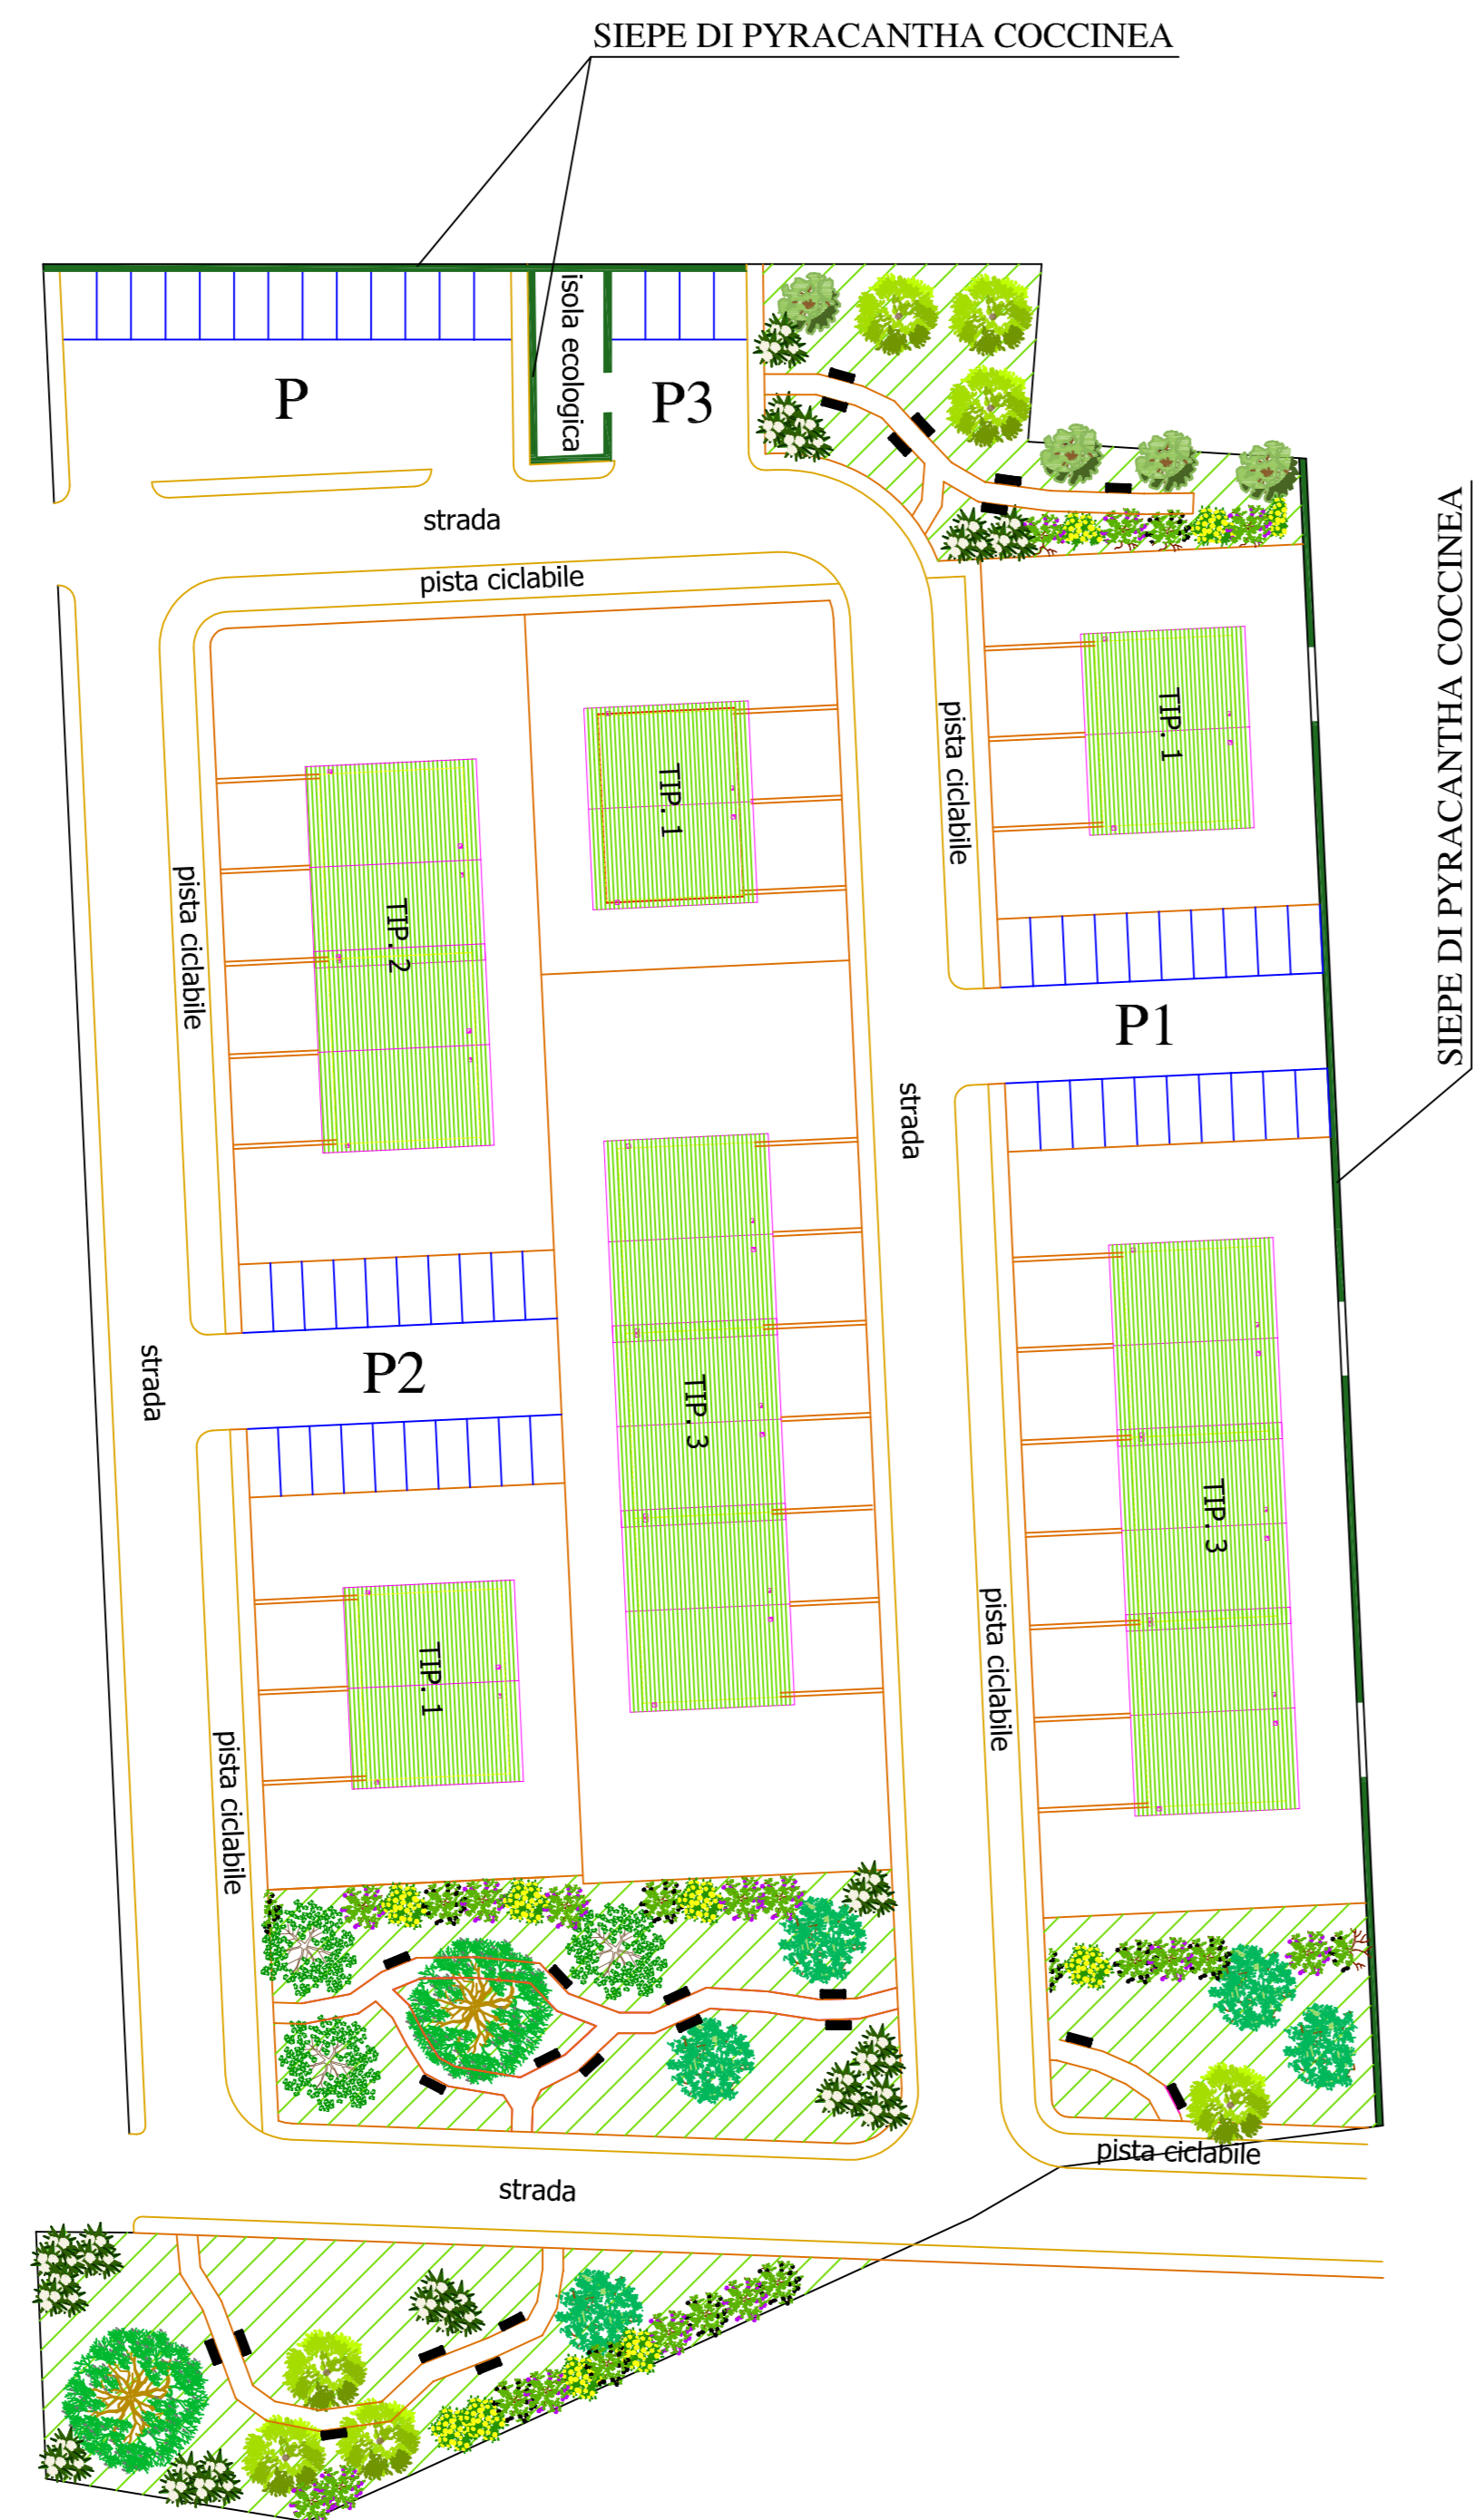 SIEPE DI PYRACANTHA COCCINEA
isola ecologica
P
P3
strada
pista ciclabile
SIEPE DI PYRACANTHA COCCINEA
TIP. 1
pista ciclabile
TIP. 1
pista ciclabile
TIP. 2
P1
strada
P2
strada
TIP. 3
TIP. 3
pista ciclabile
TIP. 1
pista ciclabile
pista ciclabile
strada